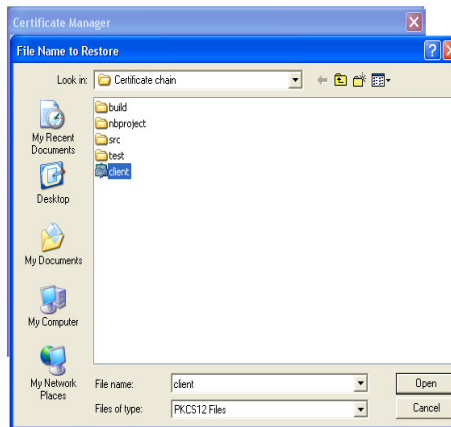 Certificate Manager
File Name to Restore
Look in:
Certificate chain
My Recent
Documents
Desktop
My Documents
My Computer
My Network
Places
build
nbproject
src
test
client
File name:
client
Open
Files of type:
PKCS12 Files
Cancel